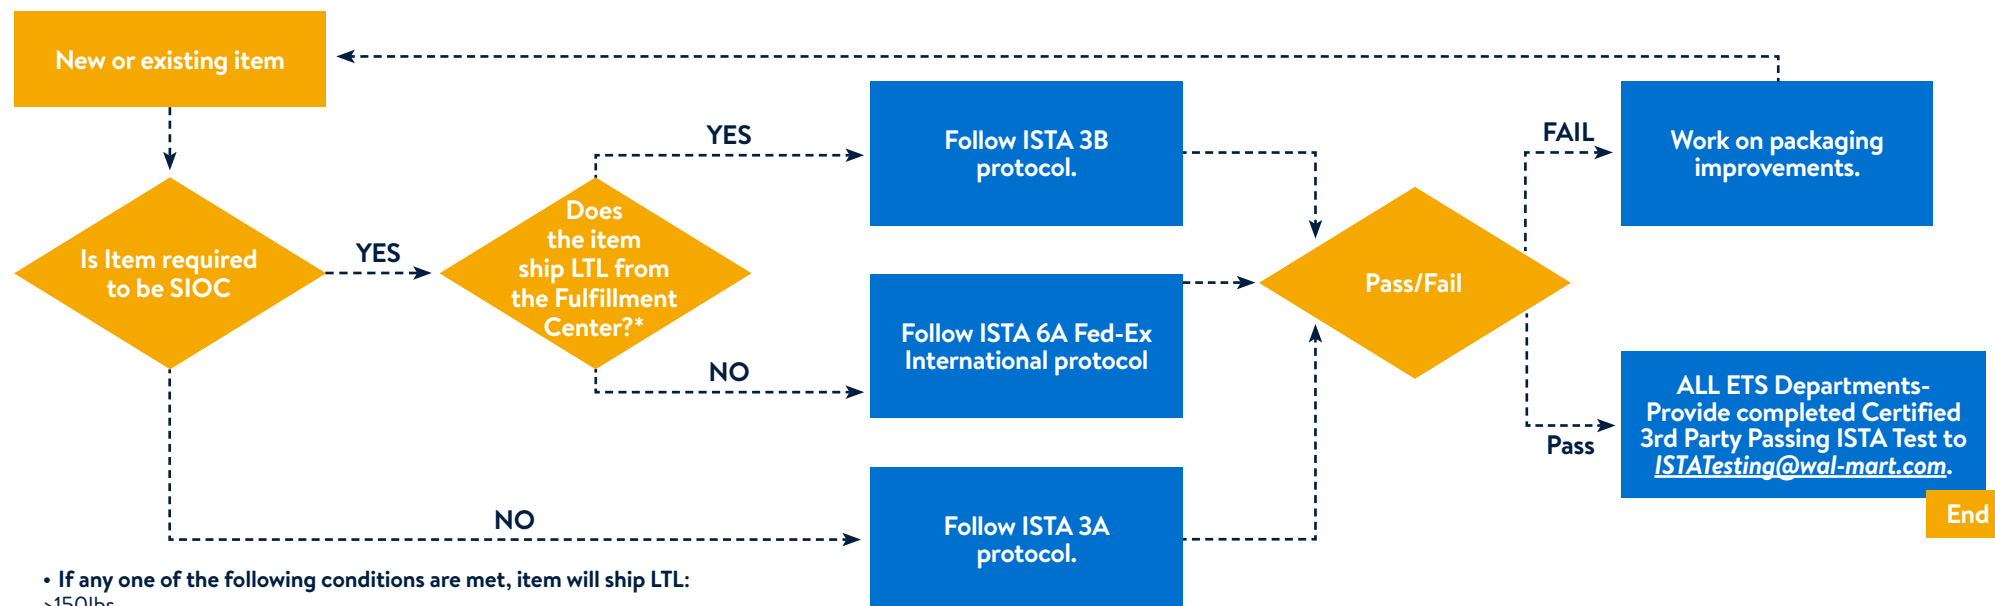 New or existing item
Is Item required
to be SIOC
YES
Does
the item
ship LTL from
the Fulfillment
Center?*
YES
NO
NO
Follow ISTA 3B
protocol.
Follow ISTA 6A Fed-Ex
International protocol
Follow ISTA 3A
protocol.
Pass/Fail
FAIL
Pass
Work on packaging
improvements.
ALL ETS Departments-
Provide completed Certified
3rd Party Passing ISTA Test to
ISTATesting@wal-mart.com.
End
• If any one of the following conditions are met, item will ship LTL:
>150lbs